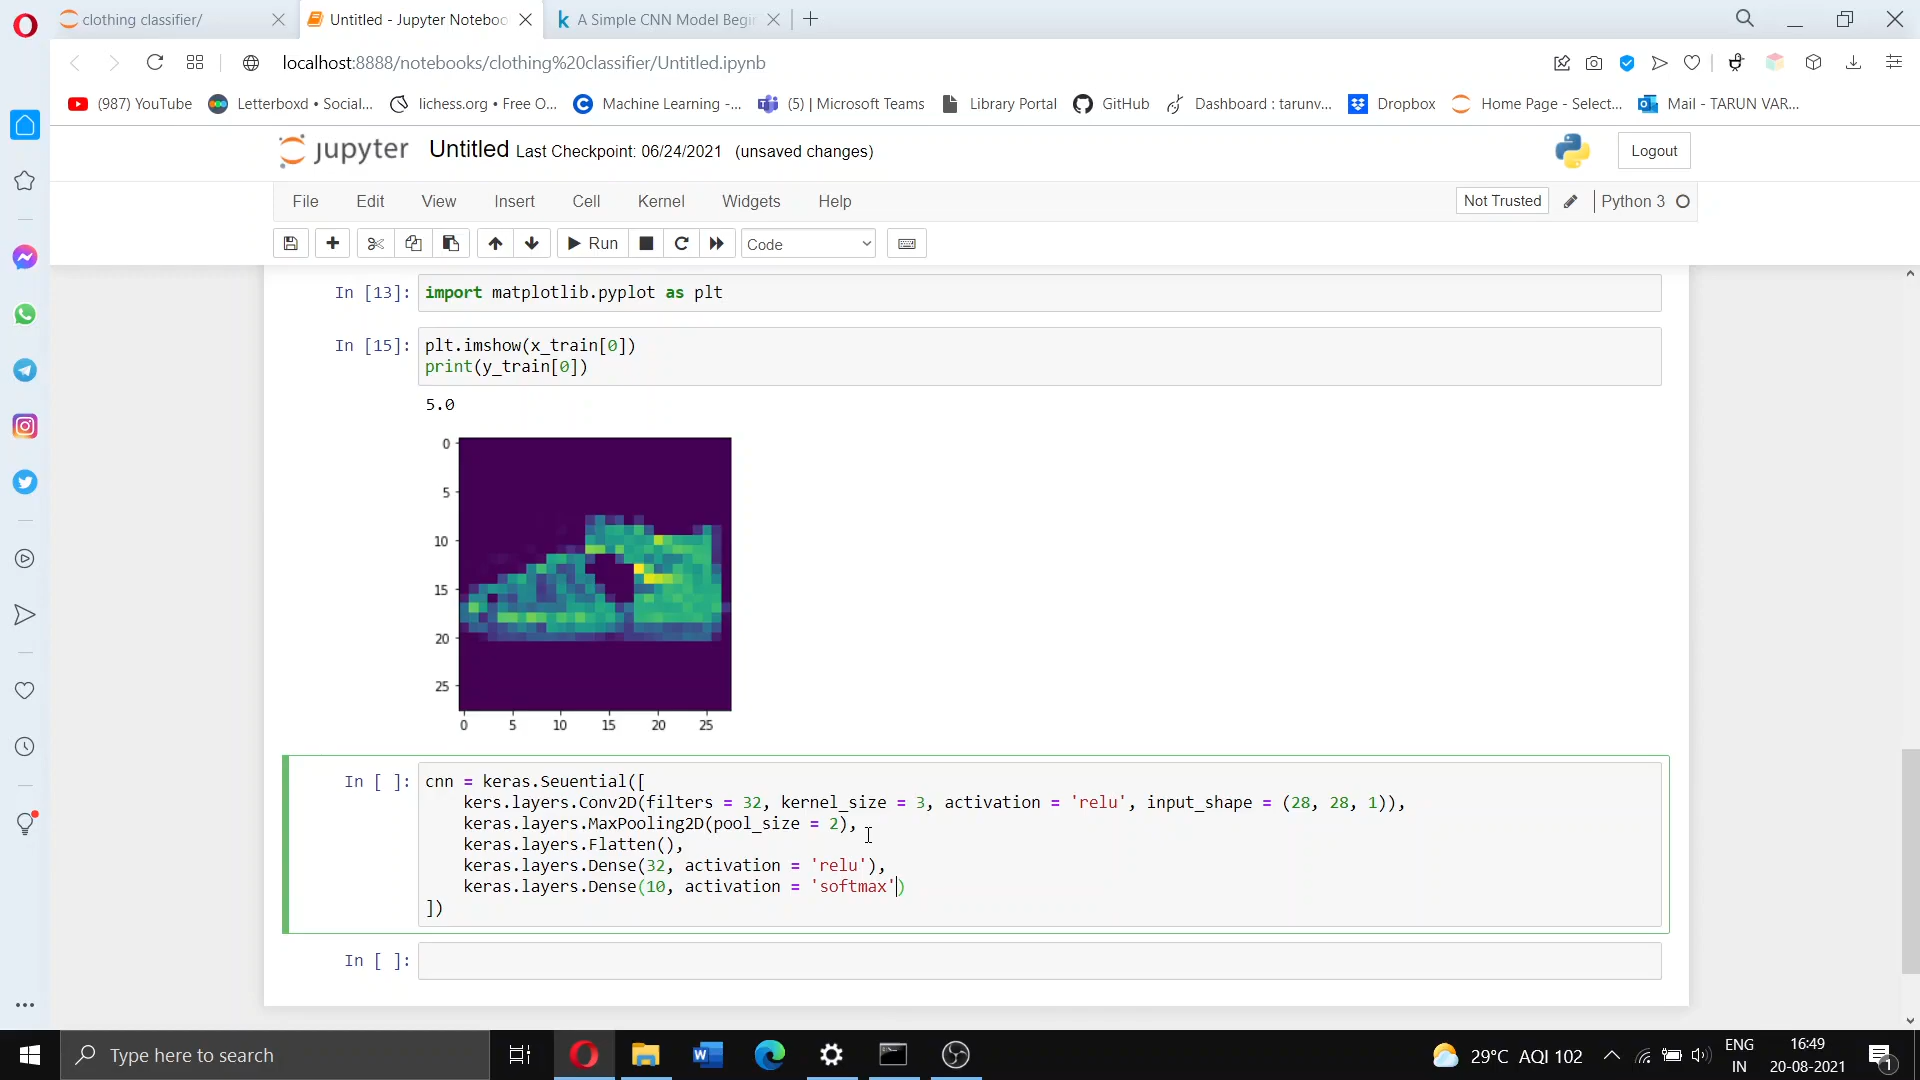 clothing classifier/
Untitled - Jupyter Noteboo
k A Simple CNN Model Begi
localhost:8888/notebooks/clothing%20classifier/Untitled.ipynb
(987) YouTube
Letterboxd • Social...
lichess.org • Free O...
Machine Learning -...
(5) | Microsoft Teams
Library Portal
GitHub
Dashboard : tarunv...
Dropbox
Home Page - Select...
Mail - TARUN VAR...
jupyter Untitled Last Checkpoint: 06/24/2021 (unsaved changes)
Logout
File Edit View Insert Cell Kernel Widgets Help
Not Trusted
Python 3
Run
Code
In [13]: import matplotlib.pyplot as plt
In [15]: plt.imshow(x_train[0])
print(y_train[0])
5.0
0
5
10
15
20
25
0 5 10 15 20 25
In [ ]: cnn = keras.Seuential([
kers.layers.Conv2D(filters = 32, kernel_size = 3, activation = 'relu', input_shape = (28, 28, 1)),
keras.layers.MaxPooling2D(pool_size = 2),
keras.layers.Flatten(),
keras.layers.Dense(32, activation = 'relu'),
keras.layers.Dense(10, activation = 'softmax')
])
In [ ]:
Type here to search
29°C AQI 102
ENG
IN
16:49
20-08-2021
1